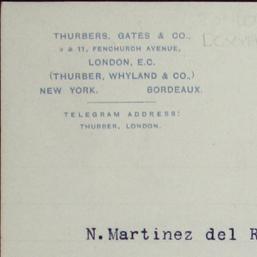 THURBERS, GATES & CO.,
9 & 11, FENCHURCH AVENUE,
LONDON, E.C.
(THURBER, WHYLAND & CO.,)
NEW YORK. BORDEAUX.
TELEGRAM ADDRESS:
THURBER, LONDON.
N.Martinez del R